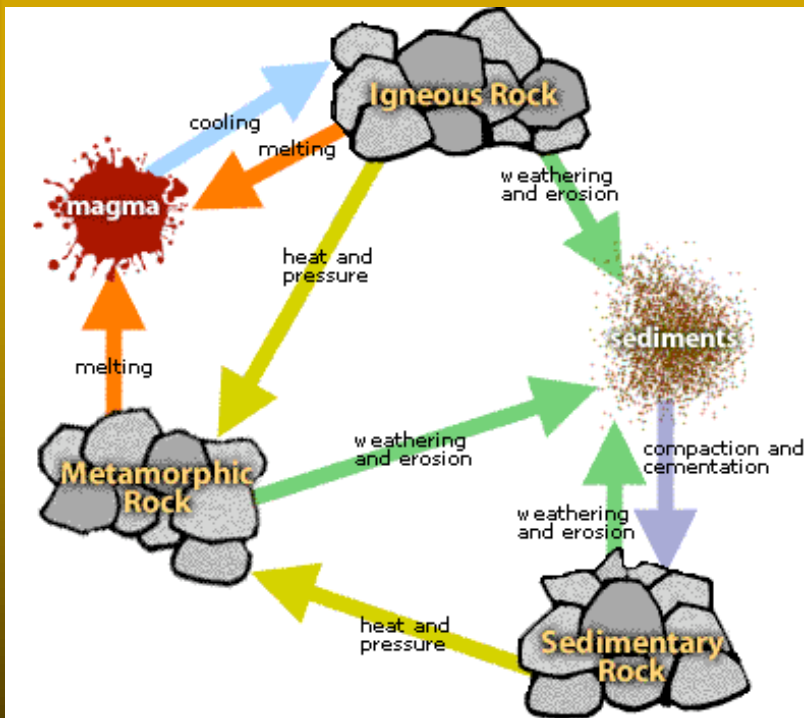 Igneous Rock
cooling
melting
weathering
and erosion
magma
heat and
pressure
sediments
melting
weathering
and erosion
compaction and
cementation
Metamorphic
Rock
weathering
and erosion
heat and
pressure
Sedimentary
Rock